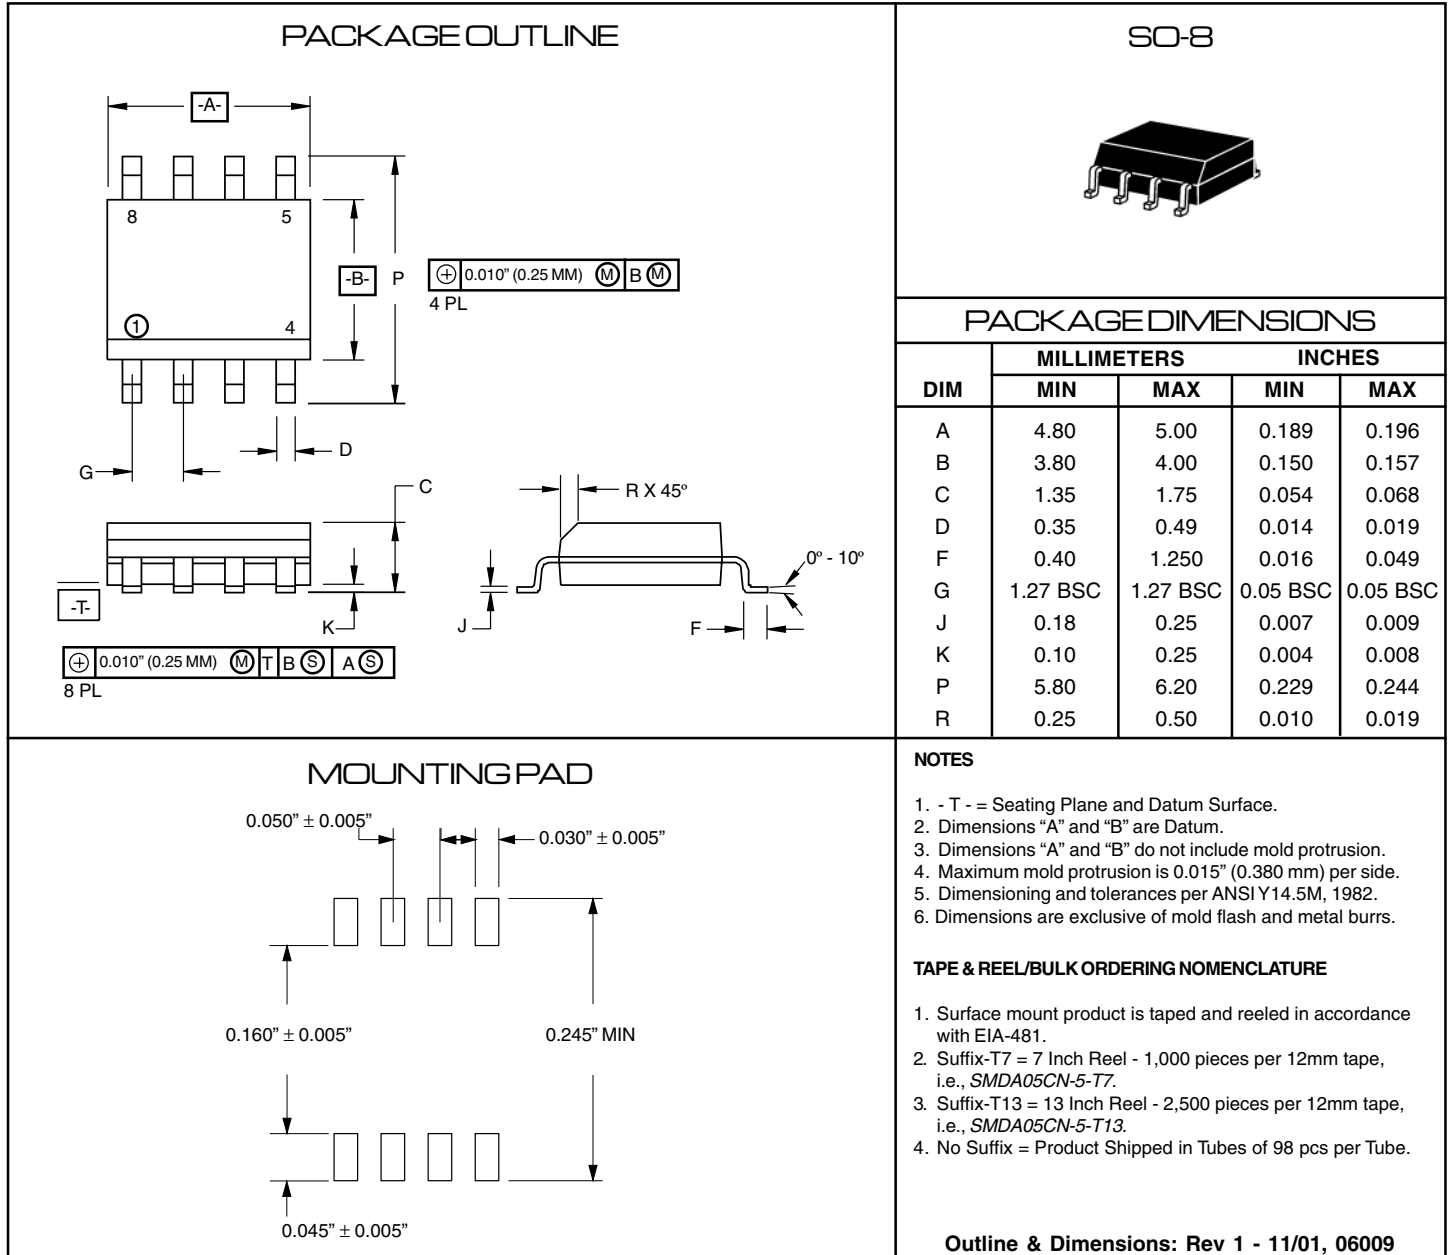 PACKAGE OUTLINE
-A-
8 5
-B- P
0.010” (0.25 MM) M B M
4 PL
1 4
D
G
C
R X 45º
0º - 10º
-T-
K
J
F
0.010” (0.25 MM) M T B S A S
8 PL
SO-8
PACKAGE DIMENSIONS
MILLIMETERS INCHES
DIM MIN MAX MIN MAX
A 4.80 5.00 0.189 0.196
B 3.80 4.00 0.150 0.157
C 1.35 1.75 0.054 0.068
D 0.35 0.49 0.014 0.019
F 0.40 1.250 0.016 0.049
G 1.27 BSC 1.27 BSC 0.05 BSC 0.05 BSC
J 0.18 0.25 0.007 0.009
K 0.10 0.25 0.004 0.008
P 5.80 6.20 0.229 0.244
R 0.25 0.50 0.010 0.019
MOUNTING PAD
0.050” ± 0.005”
0.030” ± 0.005”
0.160” ± 0.005”
0.245” MIN
0.045” ± 0.005”
NOTES
1. - T - = Seating Plane and Datum Surface.
2. Dimensions “A” and “B” are Datum.
3. Dimensions “A” and “B” do not include mold protrusion.
4. Maximum mold protrusion is 0.015” (0.380 mm) per side.
5. Dimensioning and tolerances per ANSI Y14.5M, 1982.
6. Dimensions are exclusive of mold flash and metal burrs.
TAPE & REEL/BULK ORDERING NOMENCLATURE
1. Surface mount product is taped and reeled in accordance
with EIA-481.
2. Suffix-T7 = 7 Inch Reel - 1,000 pieces per 12mm tape,
i.e., SMDA05CN-5-T7.
3. Suffix-T13 = 13 Inch Reel - 2,500 pieces per 12mm tape,
i.e., SMDA05CN-5-T13.
4. No Suffix = Product Shipped in Tubes of 98 pcs per Tube.
Outline & Dimensions: Rev 1 - 11/01, 06009